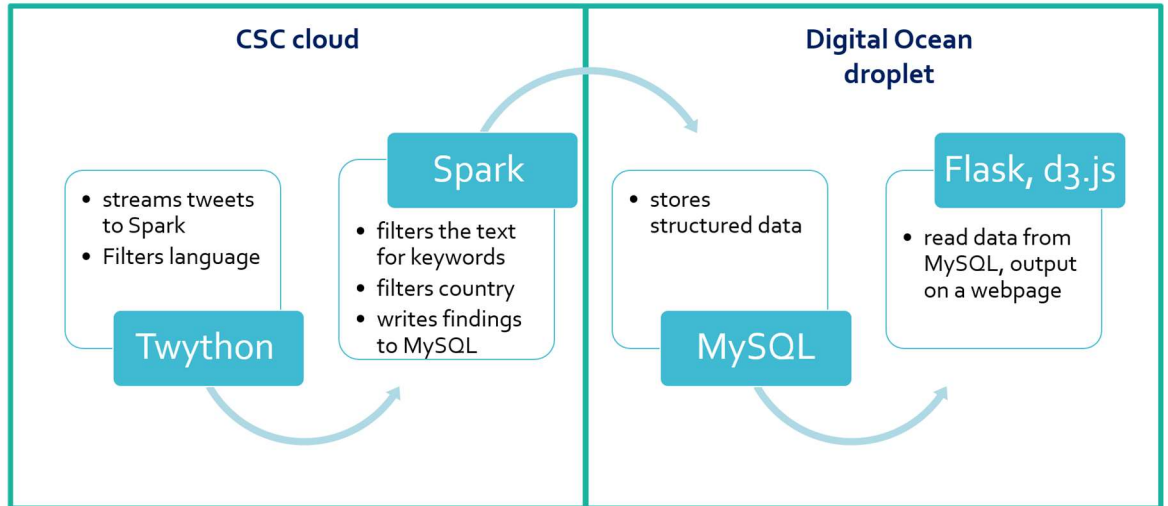 CSC cloud
• streams tweets
to Spark
• Filters language
Twython
Spark
• filters the text
for keywords
• filters country
• writes findings
to MySQL
Digital Ocean
droplet
• stores
structured data
MySQL
Flask, d3.js
• read data from
MySQL, output
on a webpage